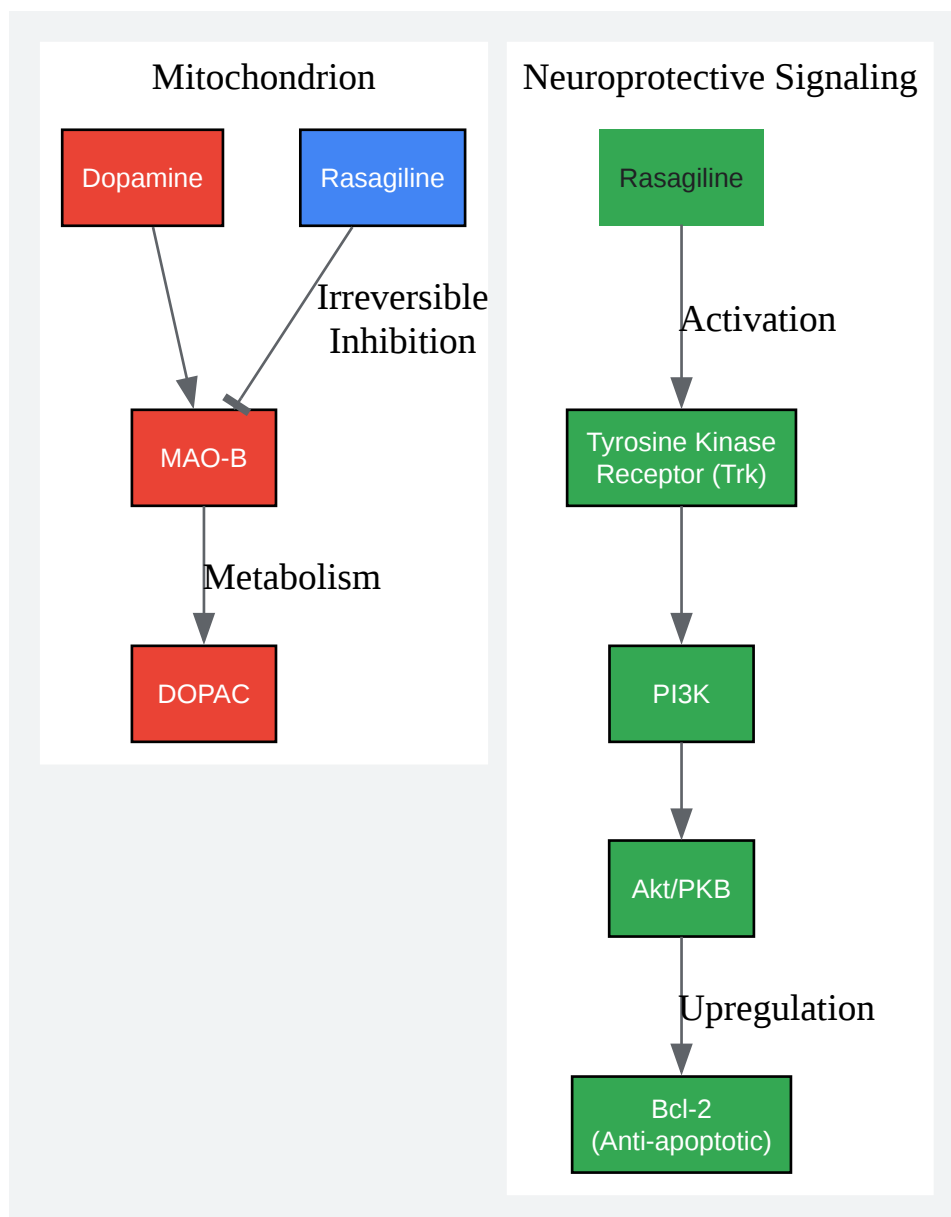 Mitochondrion
Dopamine
Rasagiline
Irreversible
Inhibition
MAO-B
Metabolism
DOPAC
Neuroprotective Signaling
Rasagiline
Activation
Tyrosine Kinase
Receptor (Trk)
PI3K
Akt/PKB
Upregulation
Bcl-2
(Anti-apoptotic)